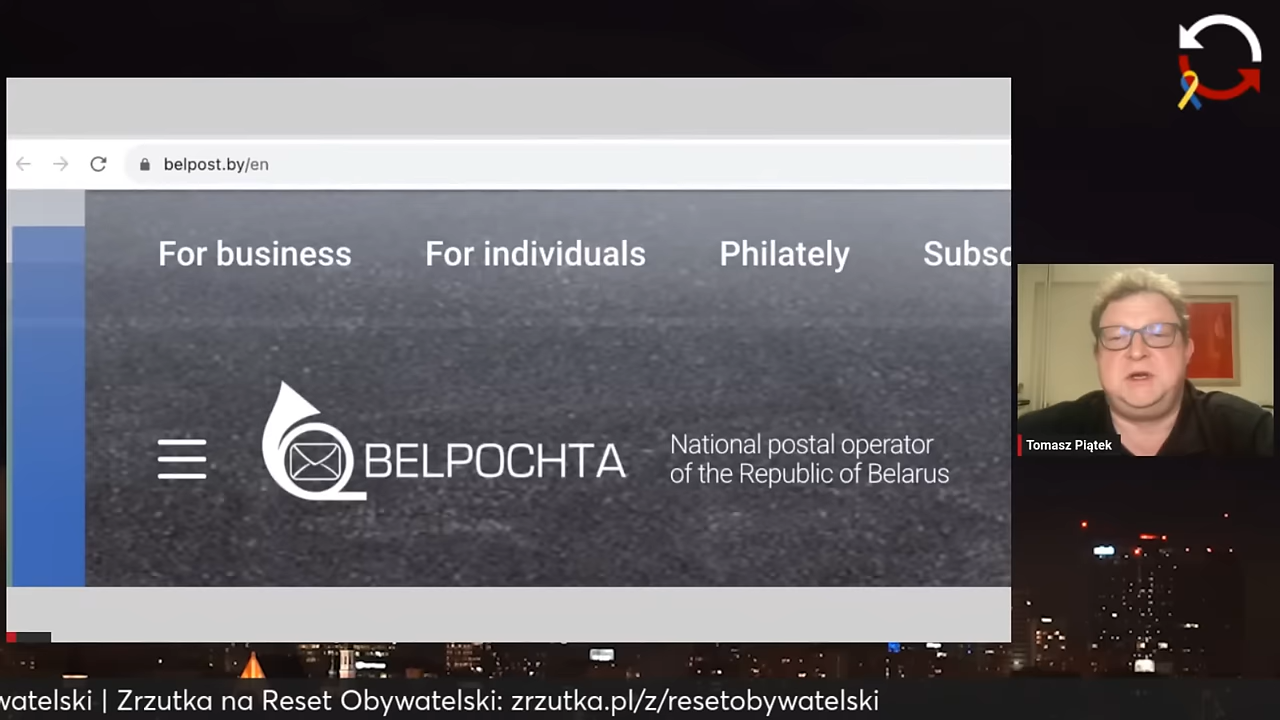 belpost.by/en
For business For individuals Philately Subsc
BELPOCHTA
National postal operator
of the Republic of Belarus
Tomasz Piątek
watelski | Zrzutka na Reset Obywatelski: zrzutka.pl/z/resetobywatelski